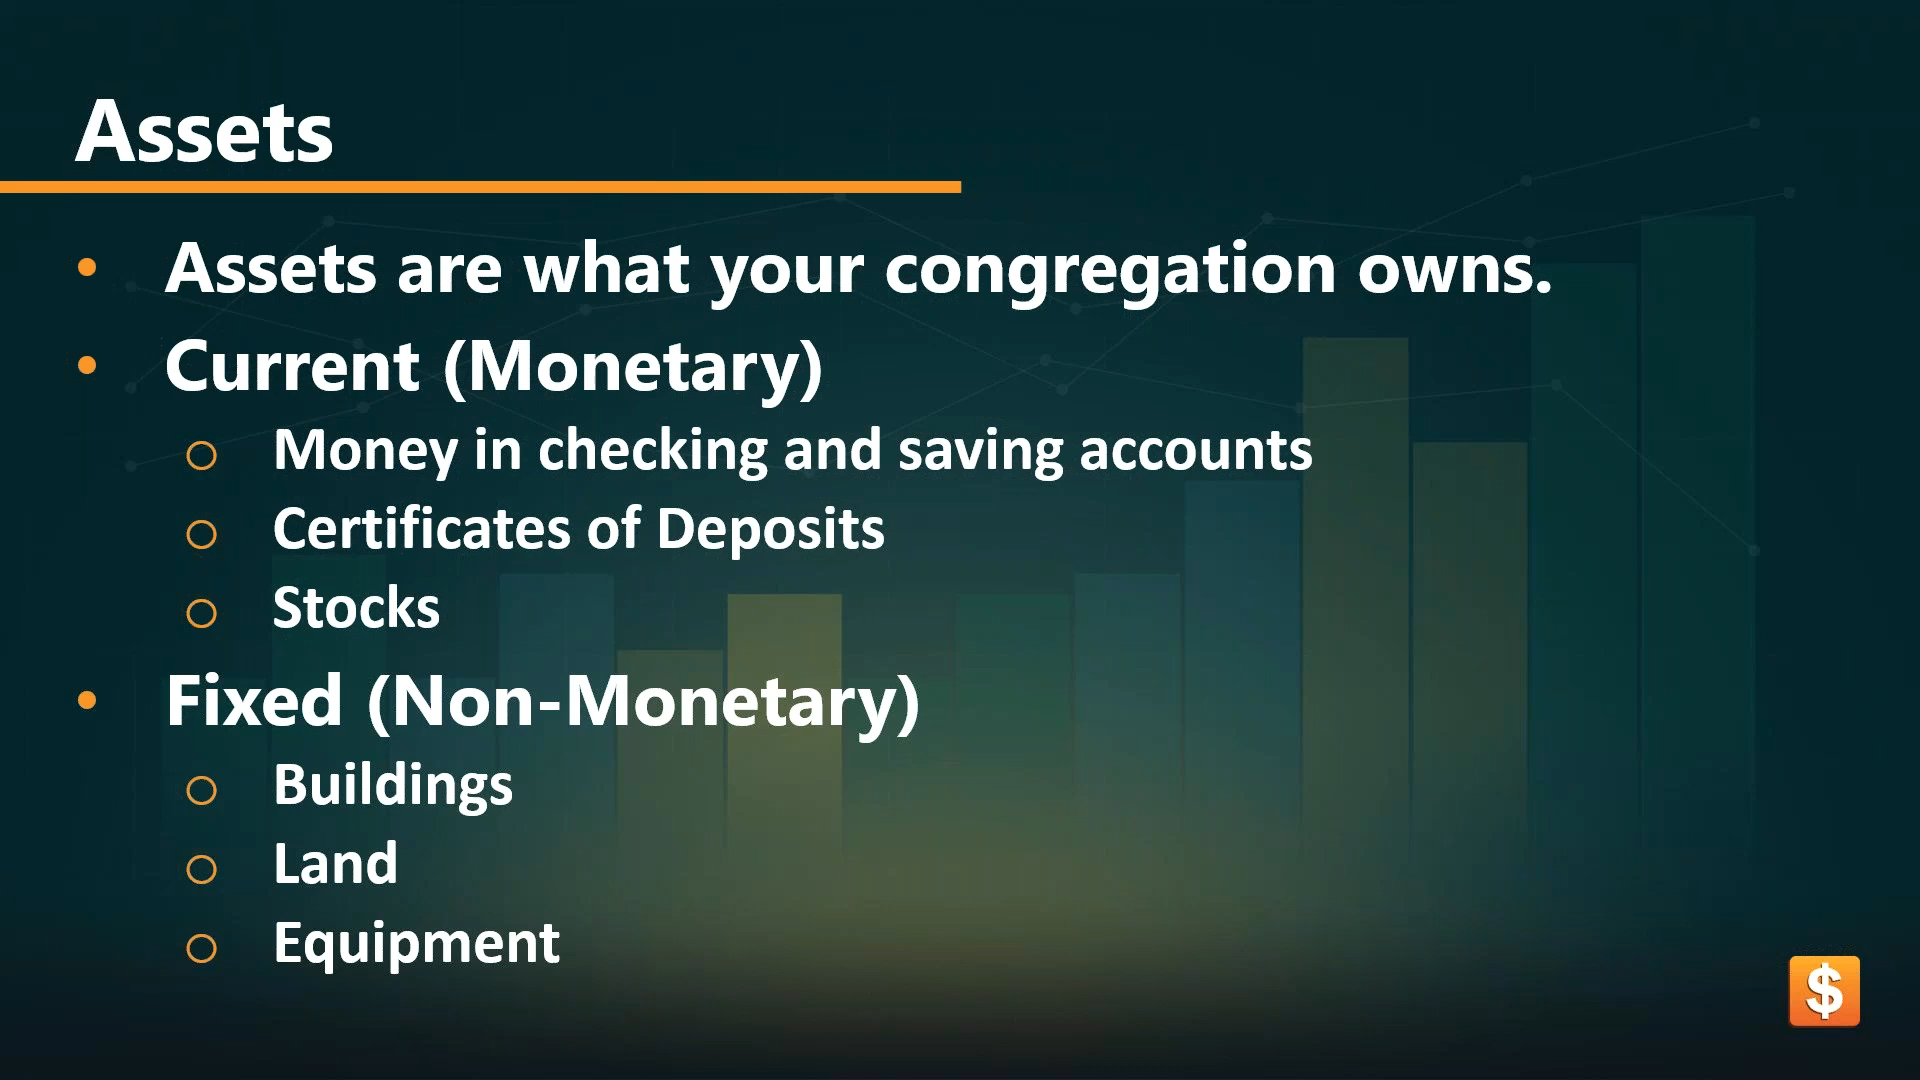 Assets
• Assets are what your congregation owns.
• Current (Monetary)
o Money in checking and saving accounts
o Certificates of Deposits
o Stocks
• Fixed (Non-Monetary)
o Buildings
o Land
o Equipment
$